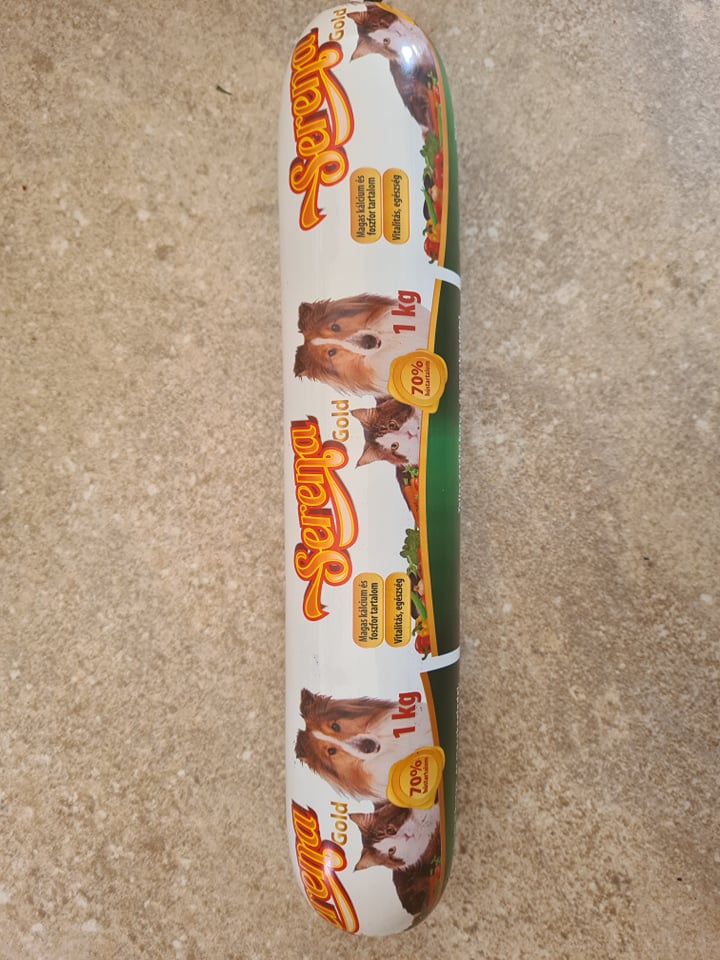 Serena
Gold
70%
hústartalom
1 kg
Serena
Gold
Magas kálcium és
foszfor tartalom
Vitalitás, egészség
70%
hústartalom
1 kg
Serena
Gold
Magas kálcium és
foszfor tartalom
Vitalitás, egészség